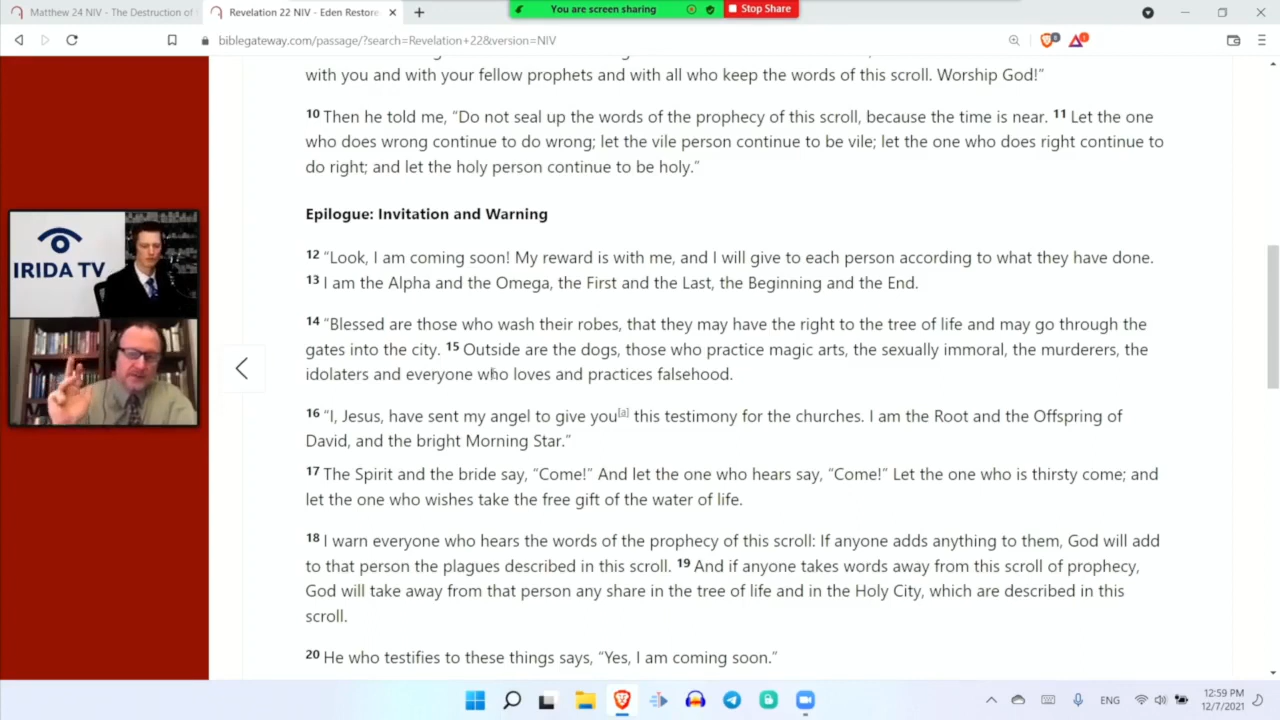 Matthew 24 NIV - The Destruction of
Revelation 22 NIV - Eden Restore
You are screen sharing
Stop Share
biblegateway.com/passage/?search=Revelation+22&version=NIV
with you and with your fellow prophets and with all who keep the words of this scroll. Worship God!”
10 Then he told me, “Do not seal up the words of the prophecy of this scroll, because the time is near. 11 Let the one
who does wrong continue to do wrong; let the vile person continue to be vile; let the one who does right continue to
do right; and let the holy person continue to be holy.”
Epilogue: Invitation and Warning
12 “Look, I am coming soon! My reward is with me, and I will give to each person according to what they have done.
13 I am the Alpha and the Omega, the First and the Last, the Beginning and the End.
14 “Blessed are those who wash their robes, that they may have the right to the tree of life and may go through the
gates into the city. 15 Outside are the dogs, those who practice magic arts, the sexually immoral, the murderers, the
idolaters and everyone who loves and practices falsehood.
16 “I, Jesus, have sent my angel to give you[a] this testimony for the churches. I am the Root and the Offspring of
David, and the bright Morning Star.”
17 The Spirit and the bride say, “Come!” And let the one who hears say, “Come!” Let the one who is thirsty come; and
let the one who wishes take the free gift of the water of life.
18 I warn everyone who hears the words of the prophecy of this scroll: If anyone adds anything to them, God will add
to that person the plagues described in this scroll. 19 And if anyone takes words away from this scroll of prophecy,
God will take away from that person any share in the tree of life and in the Holy City, which are described in this
scroll.
20 He who testifies to these things says, “Yes, I am coming soon.”
IRIDA TV
ENG
12:59 PM
12/7/2021